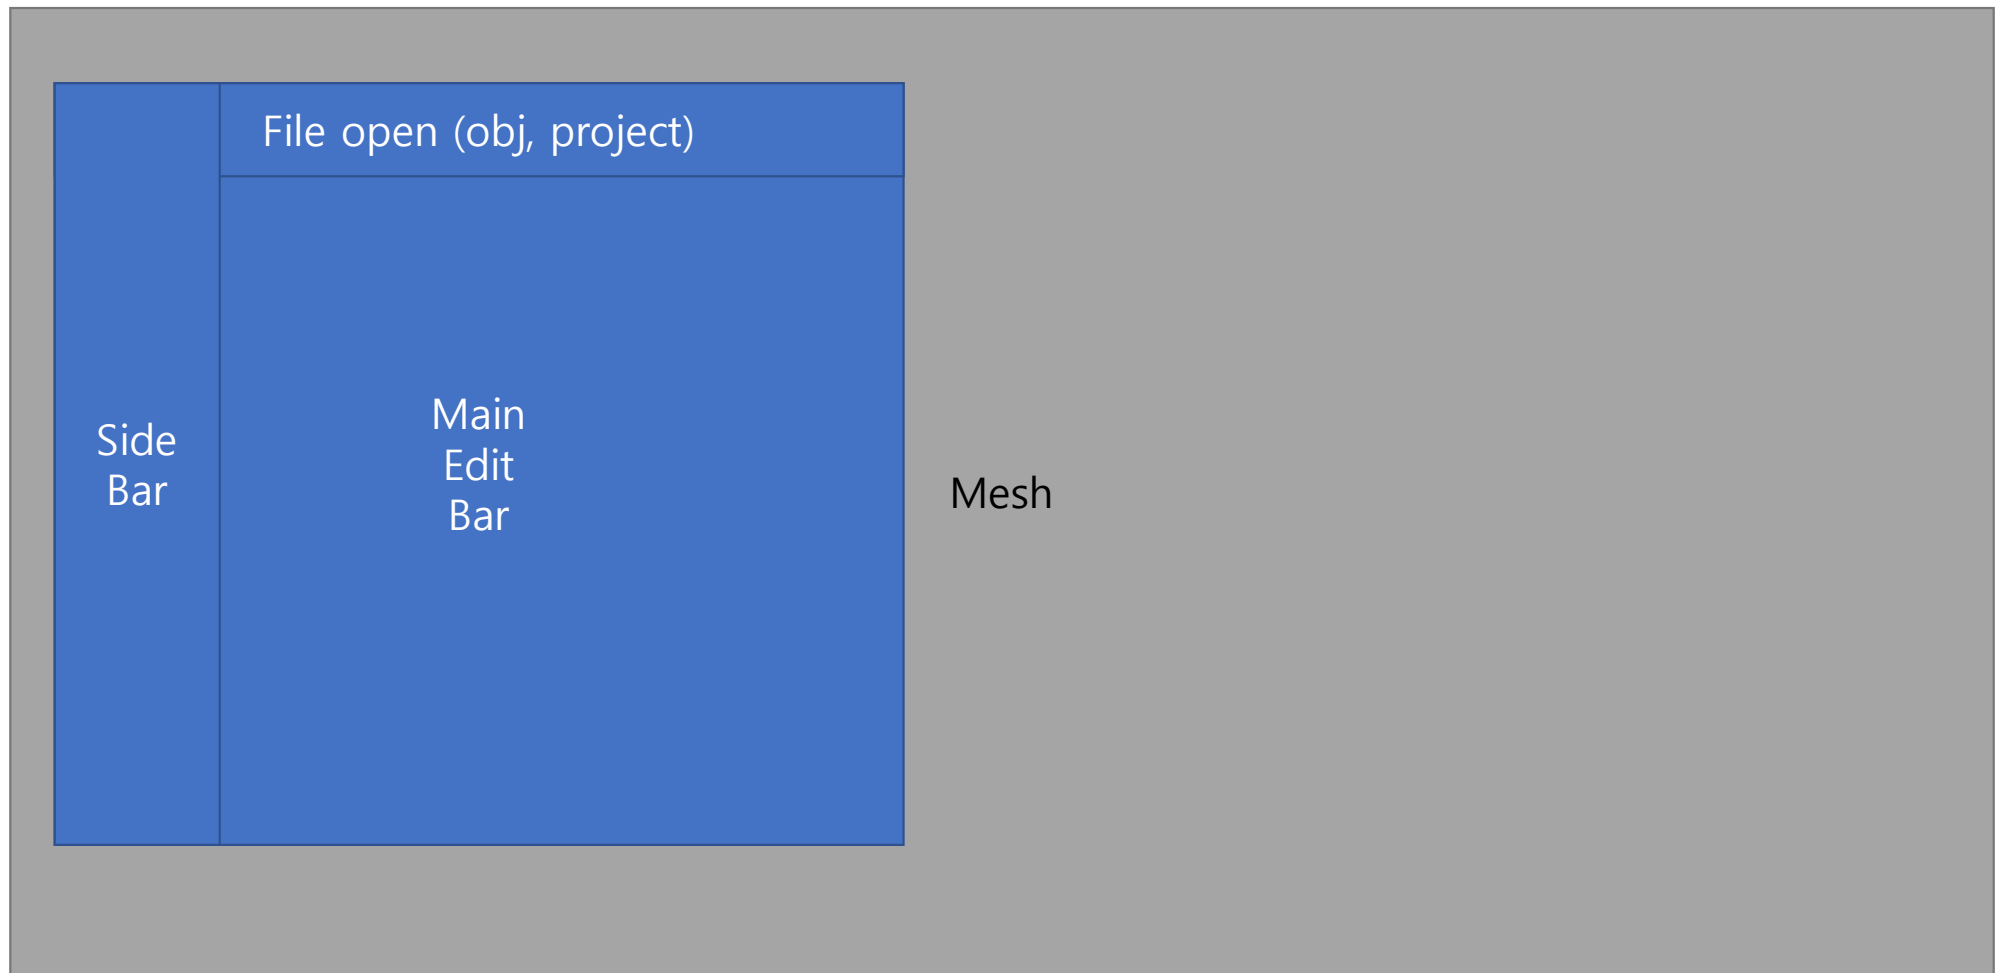 File open (obj, project)
Side
Bar
Main
Edit
Bar
Mesh